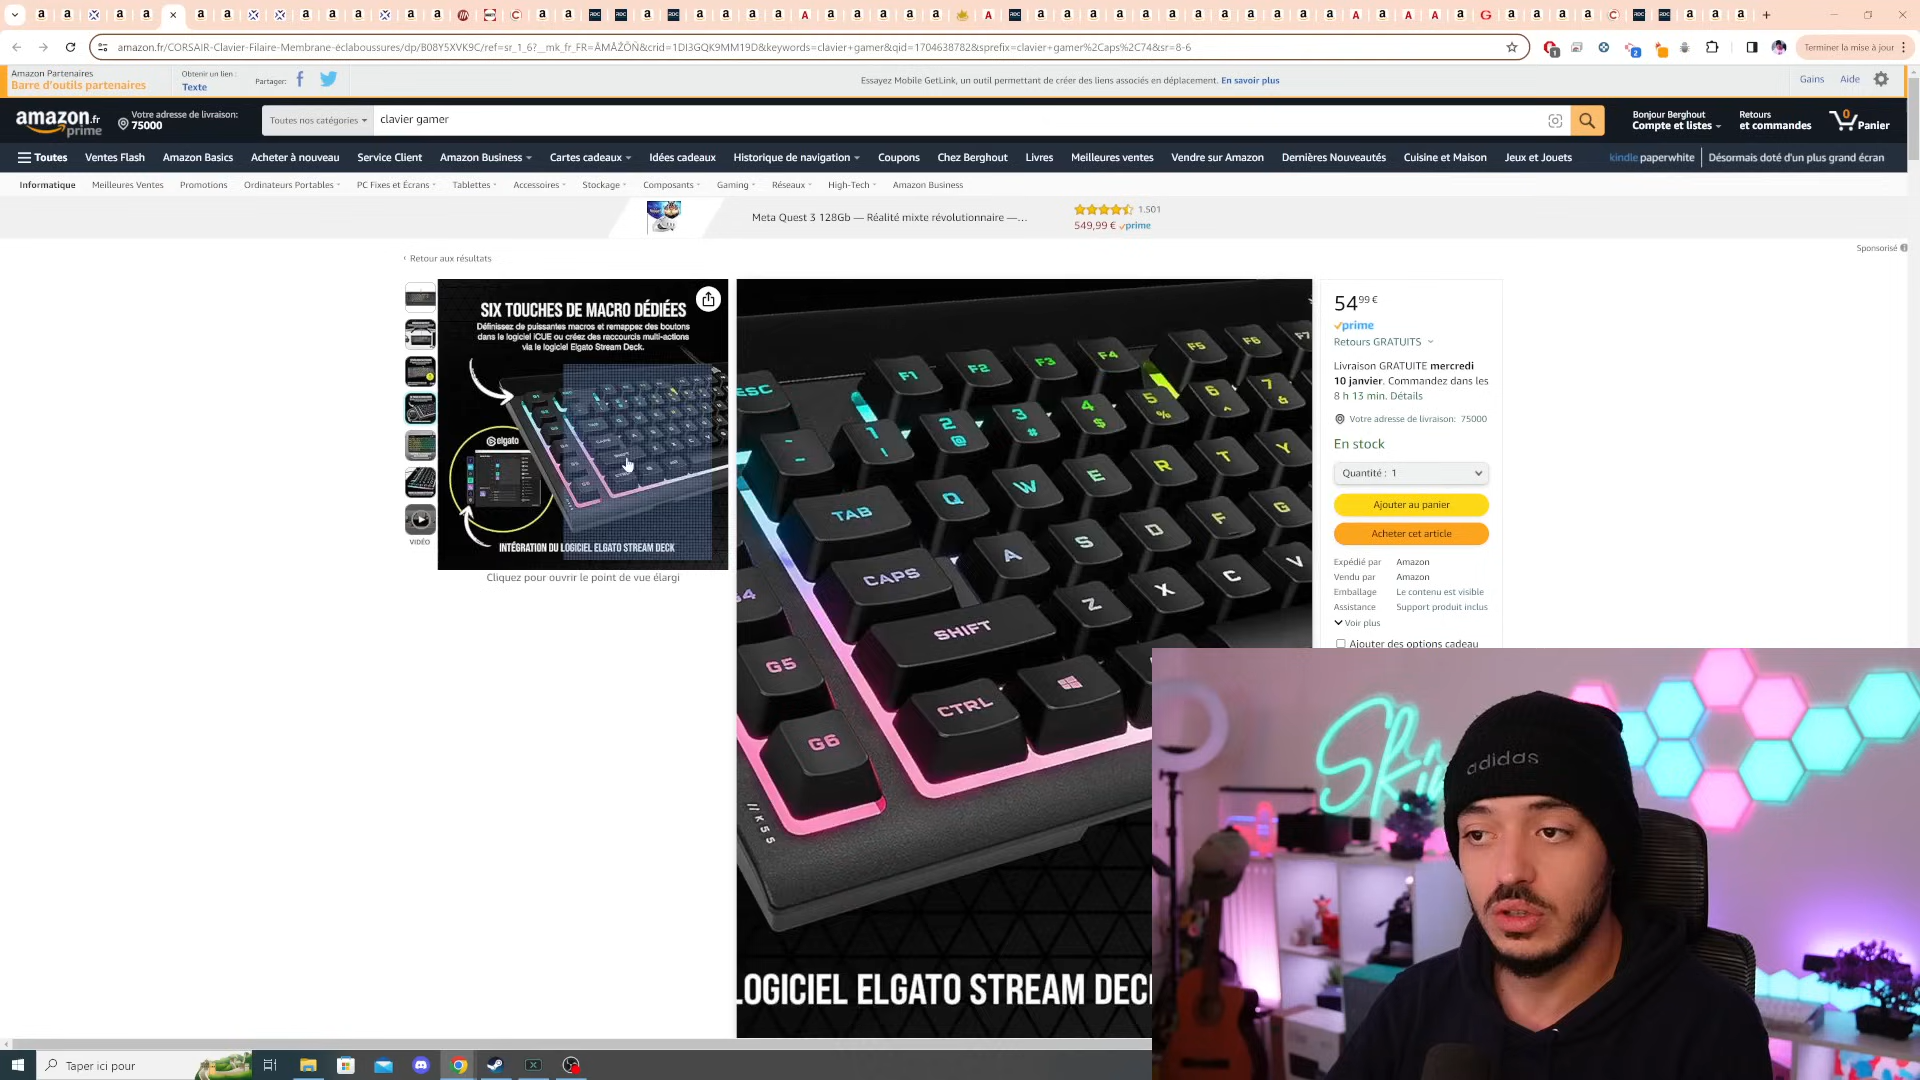 amazon.fr/CORSAIR-Clavier-Filaire-Membrane-éclaboussures/dp/B08Y5XVK9C/ref=sr_1_6?__mk_fr_FR=ÅMÅŽÕÑ&crid=1DI3GQK9MM19D&keywords=clavier+gamer&qid=1704638782&sprefix=clavier+gamer%2Caps%2C74&sr=8-6
Terminer la mise à jour
Amazon Partenaires
Barre d'outils partenaires
Obtenir un lien :
Texte
Partager:
Essayez Mobile GetLink, un outil permettant de créer des liens associés en déplacement. En savoir plus
Gains
Aide
amazon.fr
prime
Votre adresse de livraison:
75000
Toutes nos catégories
clavier gamer
Bonjour Berghout
Compte et listes
Retours
et commandes
0
Panier
Toutes
Ventes Flash
Amazon Basics
Acheter à nouveau
Service Client
Amazon Business
Cartes cadeaux
Idées cadeaux
Historique de navigation
Coupons
Chez Berghout
Livres
Meilleures ventes
Vendre sur Amazon
Dernières Nouveautés
Cuisine et Maison
Jeux et Jouets
kindle paperwhite
Désormais doté d'un plus grand écran
Informatique
Meilleures Ventes
Promotions
Ordinateurs Portables
PC Fixes et Écrans
Tablettes
Accessoires
Stockage
Composants
Gaming
Réseaux
High-Tech
Amazon Business
Meta Quest 3 128Gb — Réalité mixte révolutionnaire —…
1.501
549,99 € prime
Sponsorisé
‹ Retour aux résultats
SIX TOUCHES DE MACRO DÉDIÉES
Définissez de puissantes macros et remappez des boutons
dans le logiciel iCUE ou créez des raccourcis multi-actions
via le logiciel Elgato Stream Deck.
elgato
INTÉGRATION DU LOGICIEL ELGATO STREAM DECK
VIDÉO
Cliquez pour ouvrir le point de vue élargi
ESC
F1
F2
F3
F4
F5
F6
F7
1 !
2 @
3 #
4 $
5 %
6 ^
7 &
TAB
Q
W
E
R
T
Y
CAPS
A
S
D
F
G
SHIFT
Z
X
C
V
CTRL
G5
G6
K55
LOGICIEL ELGATO STREAM DEC
54,99 €
prime
Retours GRATUITS
Livraison GRATUITE mercredi
10 janvier. Commandez dans les
8 h 13 min. Détails
Votre adresse de livraison: 75000
En stock
Quantité : 1
Ajouter au panier
Acheter cet article
Expédié par Amazon
Vendu par Amazon
Emballage Le contenu est visible
Assistance Support produit inclus
Voir plus
Ajouter des options cadeau
adidas
Taper ici pour